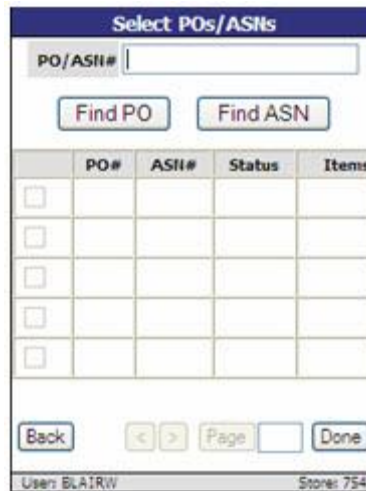 Select POs/ASNs
PO/ASN#
Find PO Find ASN
PO# ASN# Status Items
Back < > Page Done
User: BLAIRW Store: 754